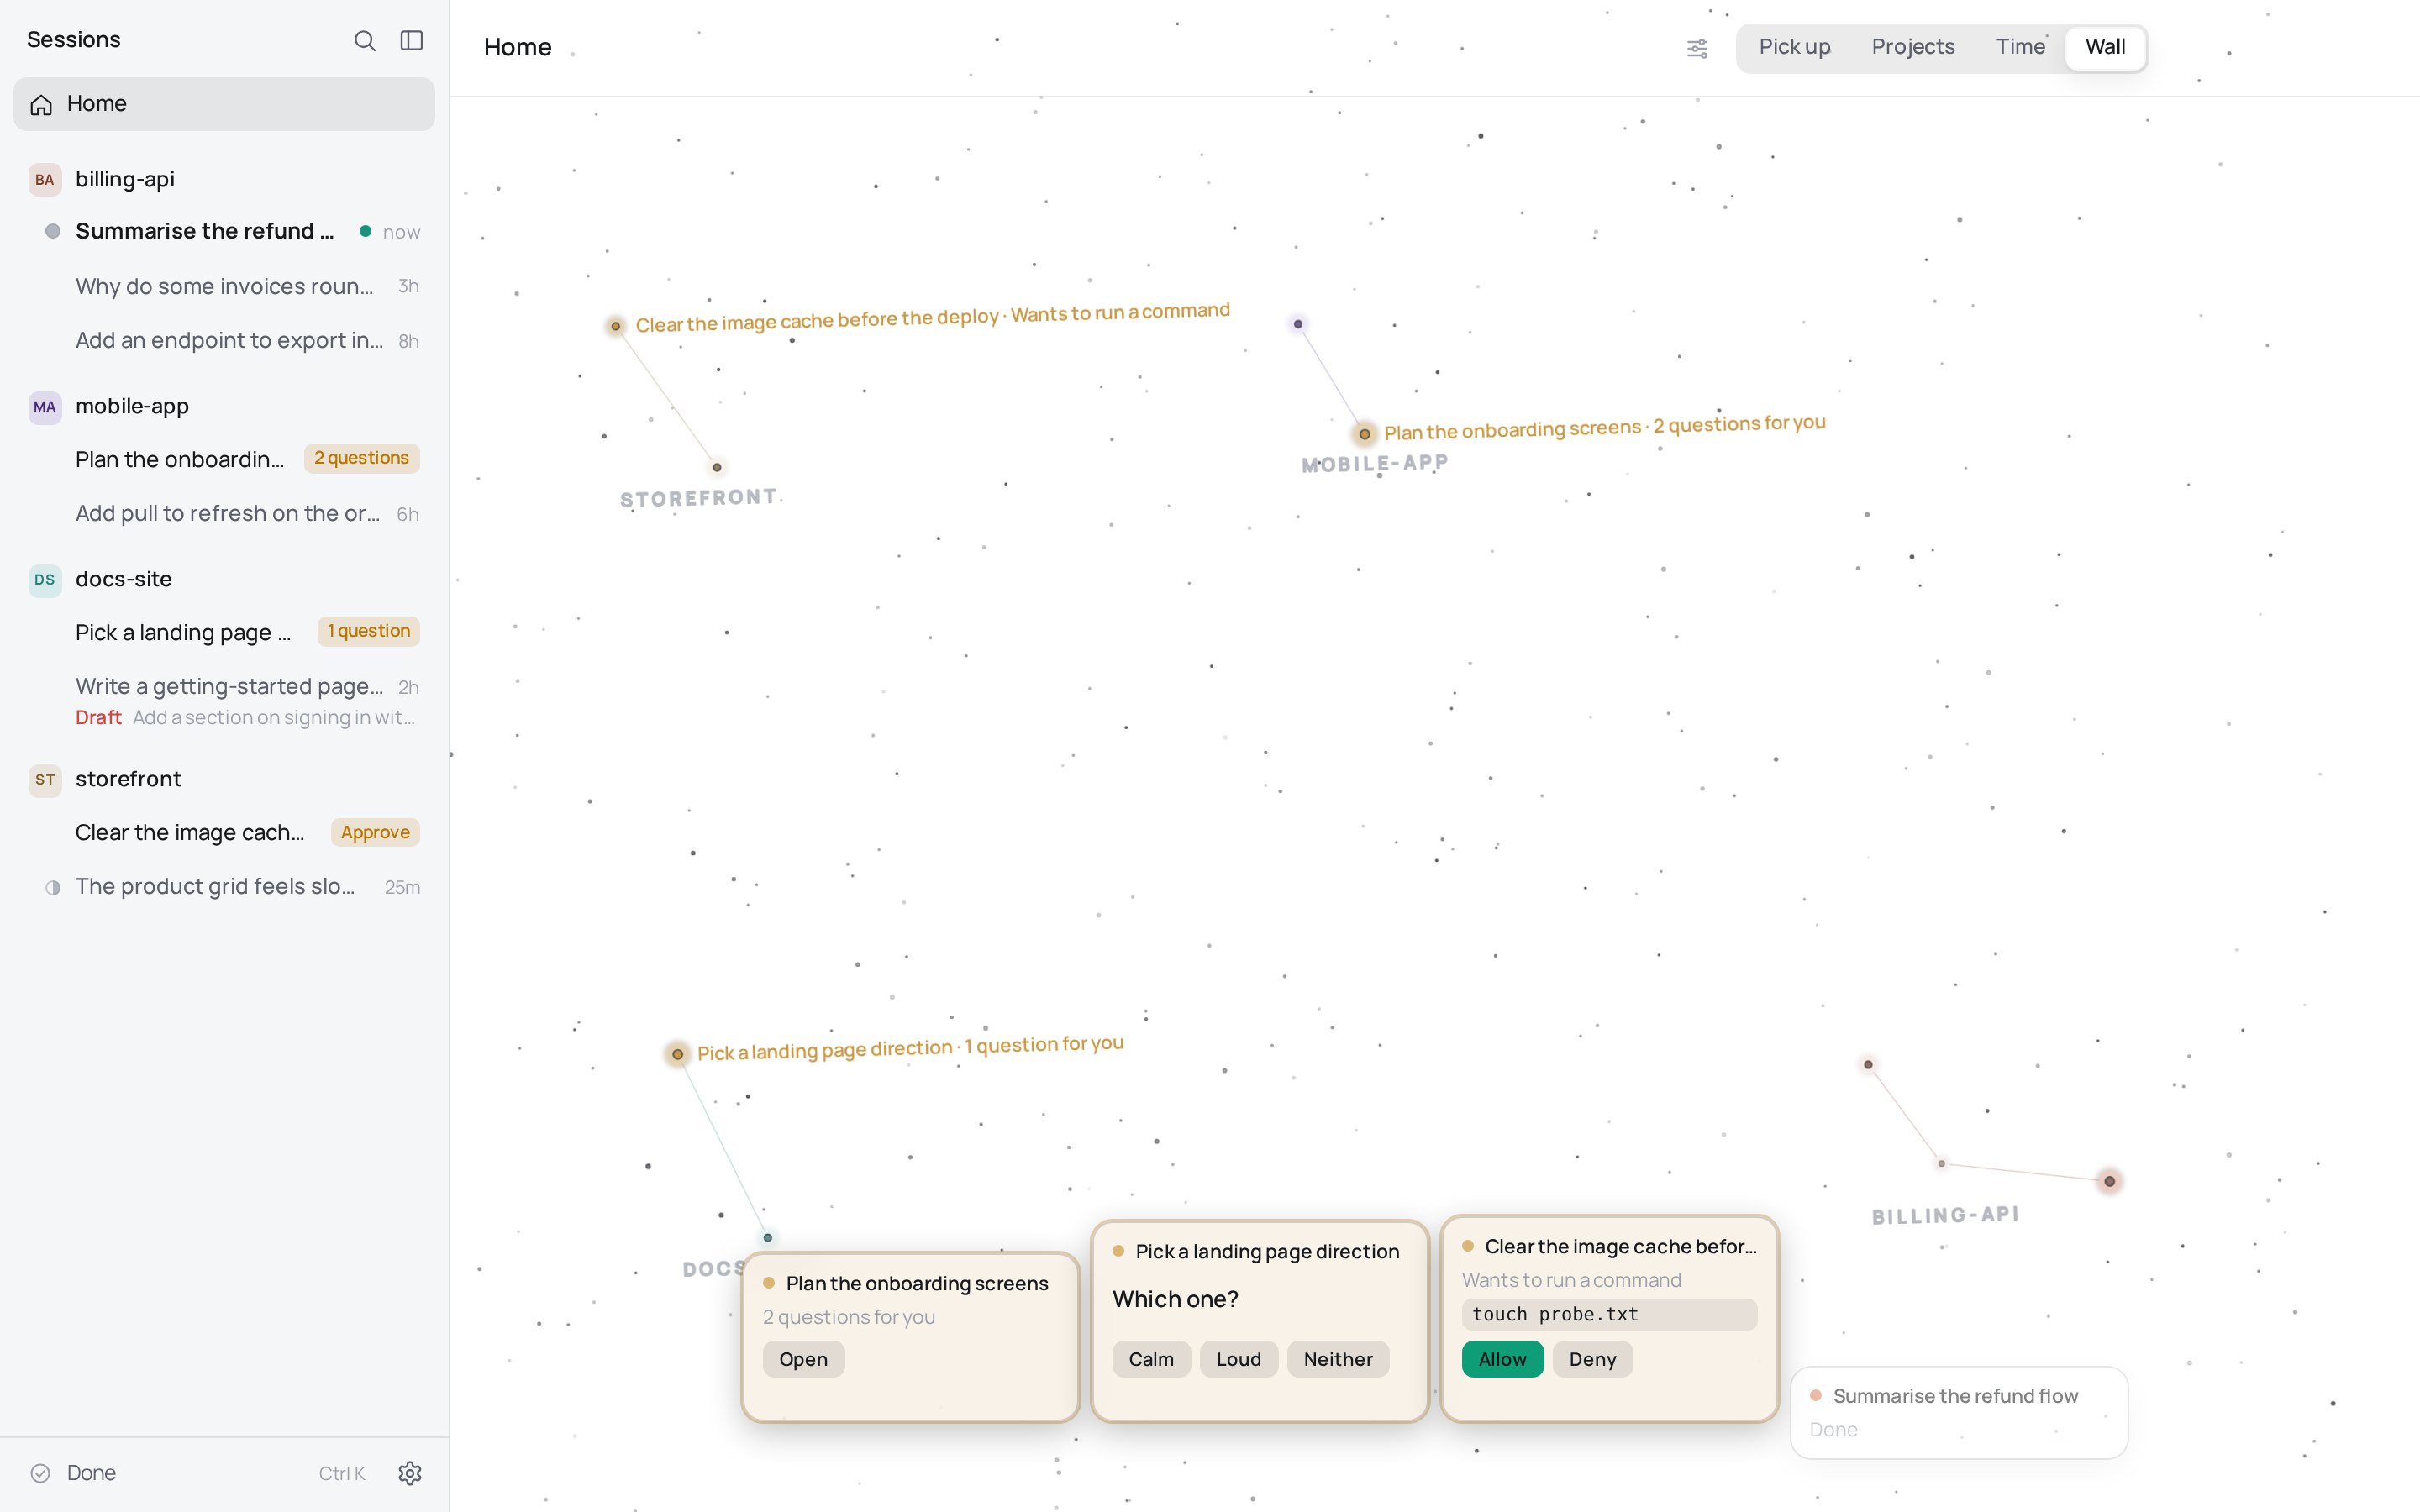 Sessions
Home
BA billing-api
Summarise the refund ... now
Why do some invoices roun... 3h
Add an endpoint to export in... 8h
MA mobile-app
Plan the onboardin... 2 questions
Add pull to refresh on the or... 6h
DS docs-site
Pick a landing page ... 1 question
Write a getting-started page... 2h
Draft Add a section on signing in wit...
ST storefront
Clear the image cach... Approve
The product grid feels slo... 25m
Done Ctrl K
Home
Pick up Projects Time Wall
Clear the image cache before the deploy · Wants to run a command
STOREFRONT
Plan the onboarding screens · 2 questions for you
MOBILE-APP
Pick a landing page direction · 1 question for you
DOCS
BILLING-API
Plan the onboarding screens
2 questions for you
Open
Pick a landing page direction
Which one?
Calm Loud Neither
Clear the image cache befor...
Wants to run a command
touch probe.txt
Allow Deny
Summarise the refund flow
Done